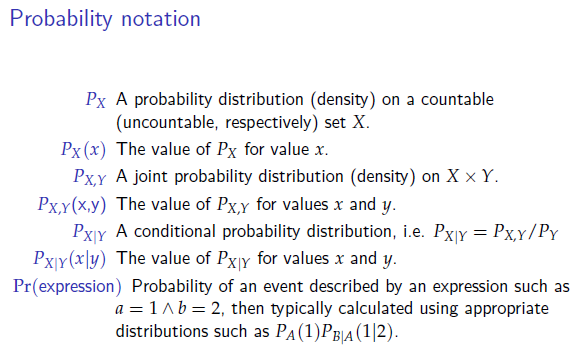 Probability notation
P_X A probability distribution (density) on a countable
(uncountable, respectively) set X.
P_X(x) The value of P_X for value x.
P_{X,Y} A joint probability distribution (density) on X × Y.
P_{X,Y}(x,y) The value of P_{X,Y} for values x and y.
P_{X|Y} A conditional probability distribution, i.e. P_{X|Y} = P_{X,Y}/P_Y
P_{X|Y}(x|y) The value of P_{X|Y} for values x and y.
Pr(expression) Probability of an event described by an expression such as
a = 1 ∧ b = 2, then typically calculated using appropriate
distributions such as P_A(1)P_{B|A}(1|2).